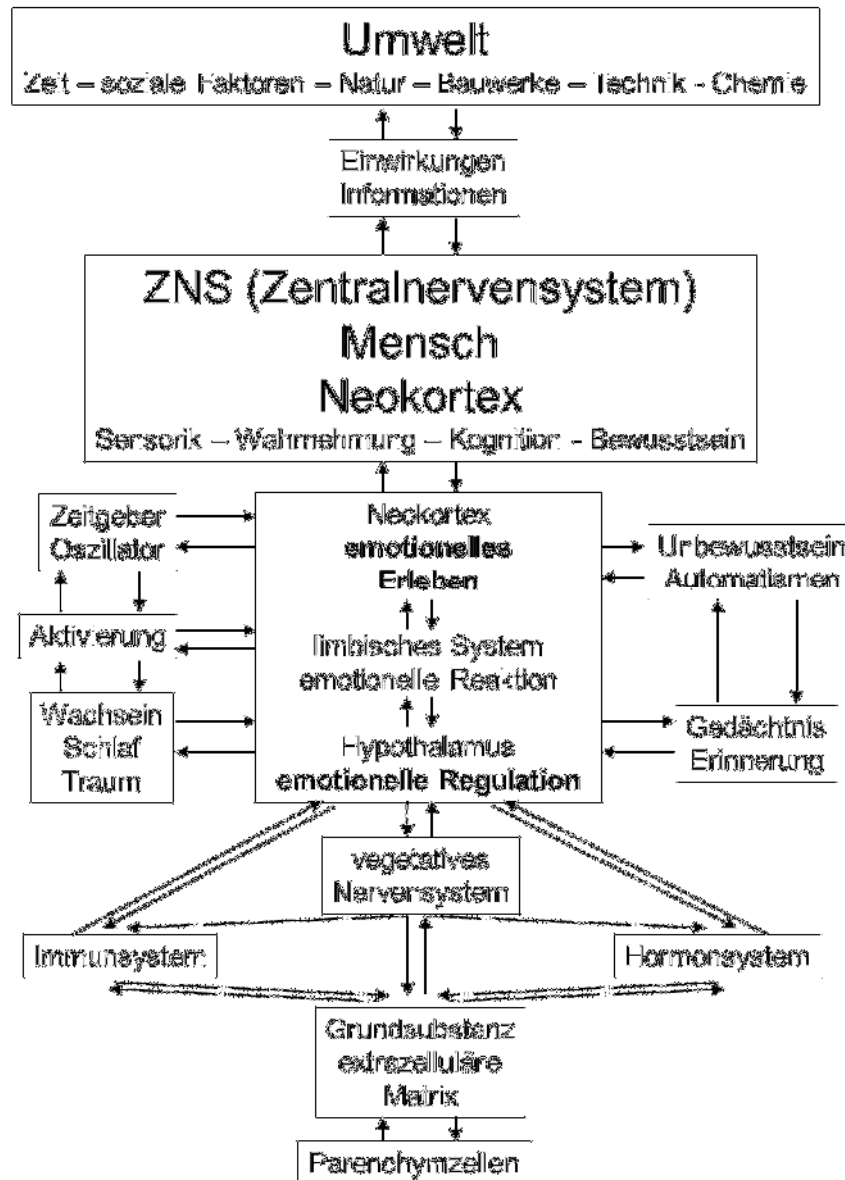 Umwelt
Zeit – soziale Faktoren – Natur – Bauwerke – Technik - Chemie
Einwirkungen
Informationen
ZNS (Zentralnervensystem)
Mensch
Neokortex
Sensorik – Wahrnehmung – Kognition - Bewusstsein
Zeitgeber
Oszillator
Aktivierung
Wachsein
Schlaf
Traum
Neokortex
emotionelles
Erleben
limbisches System
emotionelle Reaktion
Hypothalamus
emotionelle Regulation
Unbewusstsein
Automatismen
Gedächtnis
Erinnerung
vegetatives
Nervensystem
Immunsystem
Hormonsystem
Grundsubstanz
extrazelluläre
Matrix
Parenchymzellen